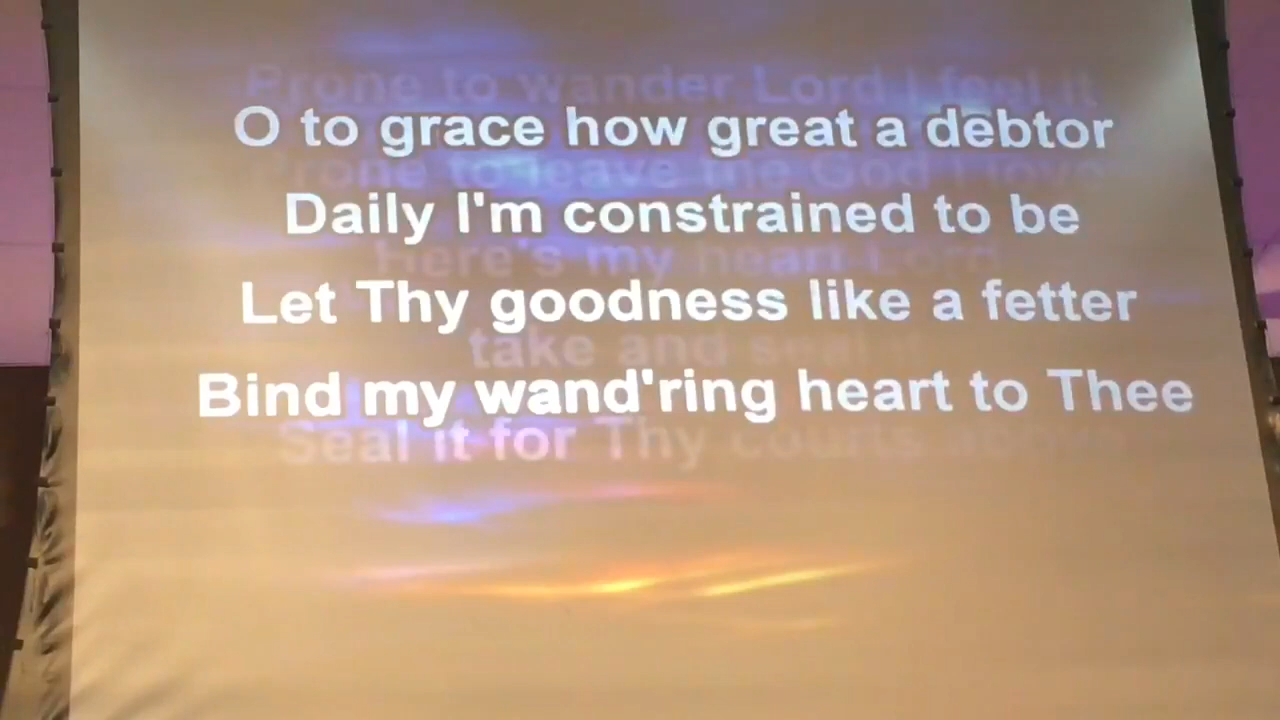 Prone to wander Lord I feel it
O to grace how great a debtor
Prone to leave the God I love
Daily I'm constrained to be
Here's my heart Lord
Let Thy goodness like a fetter
take and seal it
Bind my wand'ring heart to Thee
Seal it for Thy courts above